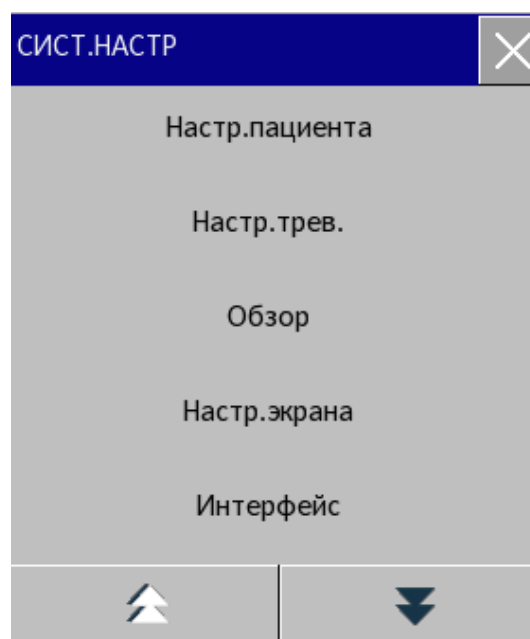 СИСТ.НАСТР
Настр.пациента
Настр.трев.
Обзор
Настр.экрана
Интерфейс